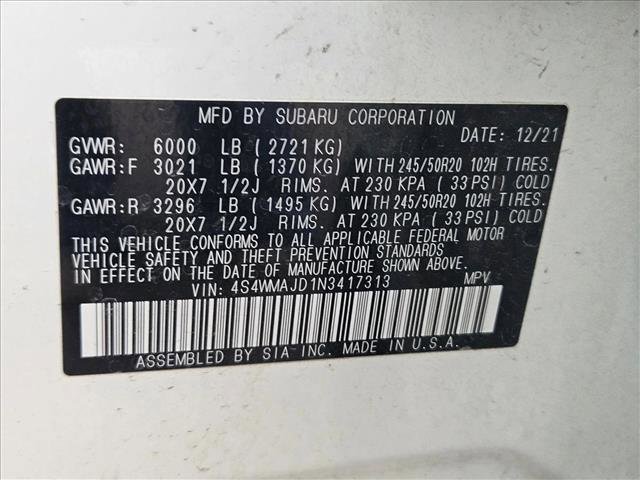 MFD BY SUBARU CORPORATION
DATE: 12/21
GVWR: 6000 LB ( 2721 KG)
GAWR:F 3021 LB ( 1370 KG) WITH 245/50R20 102H TIRES.
20X7 1/2J RIMS. AT 230 KPA ( 33 PSI) COLD
GAWR:R 3296 LB ( 1495 KG) WITH 245/50R20 102H TIRES.
20X7 1/2J RIMS. AT 230 KPA ( 33 PSI) COLD
THIS VEHICLE CONFORMS TO ALL APPLICABLE FEDERAL MOTOR
VEHICLE SAFETY AND THEFT PREVENTION STANDARDS
IN EFFECT ON THE DATE OF MANUFACTURE SHOWN ABOVE.
VIN: 4S4WMAJD1N3417313 MPV
ASSEMBLED BY SIA INC. MADE IN U.S.A.